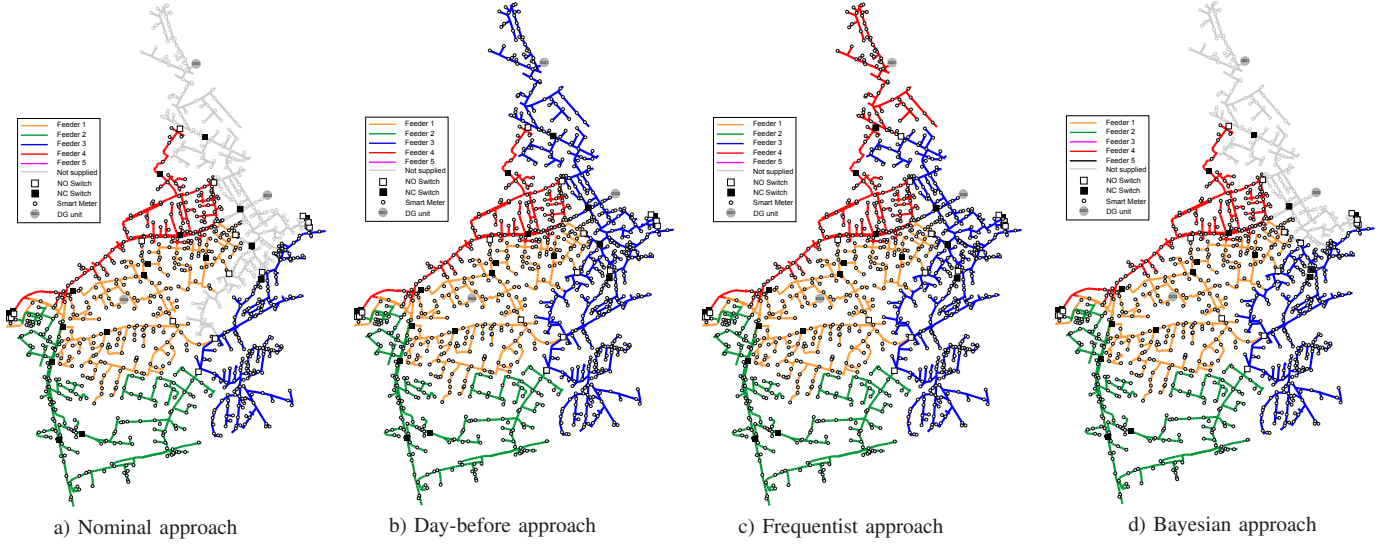 Feeder 1
Feeder 2
Feeder 3
Feeder 4
Feeder 5
Not supplied
NO Switch
NC Switch
Smart Meter
DG unit
a) Nominal approach
Feeder 1
Feeder 2
Feeder 3
Feeder 4
Feeder 5
Not supplied
NO Switch
NC Switch
Smart Meter
DG unit
b) Day-before approach
Feeder 1
Feeder 2
Feeder 3
Feeder 4
Feeder 5
Not supplied
NO Switch
NC Switch
Smart Meter
DG unit
c) Frequentist approach
Feeder 1
Feeder 2
Feeder 3
Feeder 4
Feeder 5
Not supplied
NO Switch
NC Switch
Smart Meter
DG unit
d) Bayesian approach